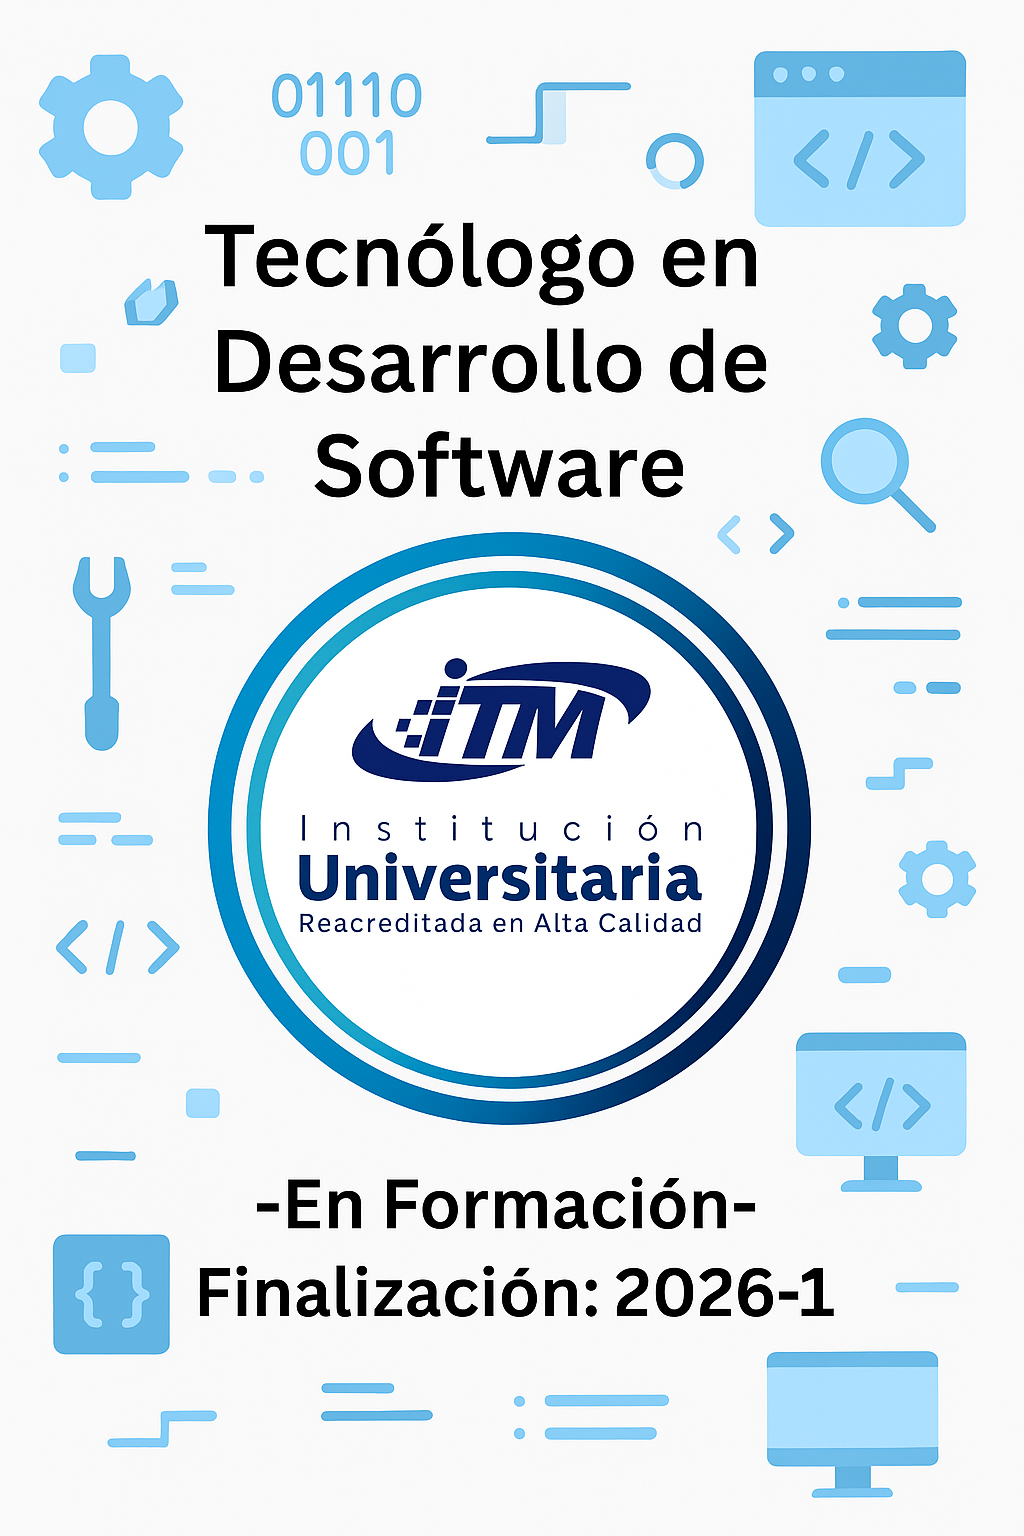 01110
001
</>
Tecnólogo en
Desarrollo de
Software
< >
iTM
Institución
Universitaria
Reacreditada en Alta Calidad
</>
</>
-En Formación-
{}
Finalización: 2026-1